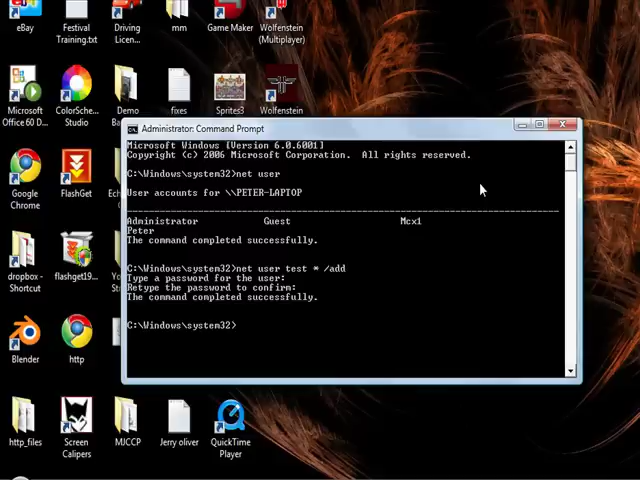 eBay
Festival
Training.txt
Driving
Licen...
mm
Game Maker
Wolfenstein
(Multiplayer)
Microsoft
Office 60 D...
ColorSche...
Studio
Demo
fixes
Sprites3
Wolfenstein
Administrator: Command Prompt
Microsoft Windows [Version 6.0.6001]
Copyright (c) 2006 Microsoft Corporation.  All rights reserved.
C:\Windows\system32>net user
User accounts for \\PETER-LAPTOP
Administrator Guest Mcx1
Peter
The command completed successfully.
C:\Windows\system32>net user test * /add
Type a password for the user:
Retype the password to confirm:
The command completed successfully.
C:\Windows\system32>
Google
Chrome
FlashGet
dropbox -
Shortcut
flashget19...
Blender
http
http_files
Screen
Calipers
MJCCP
Jerry oliver
QuickTime
Player